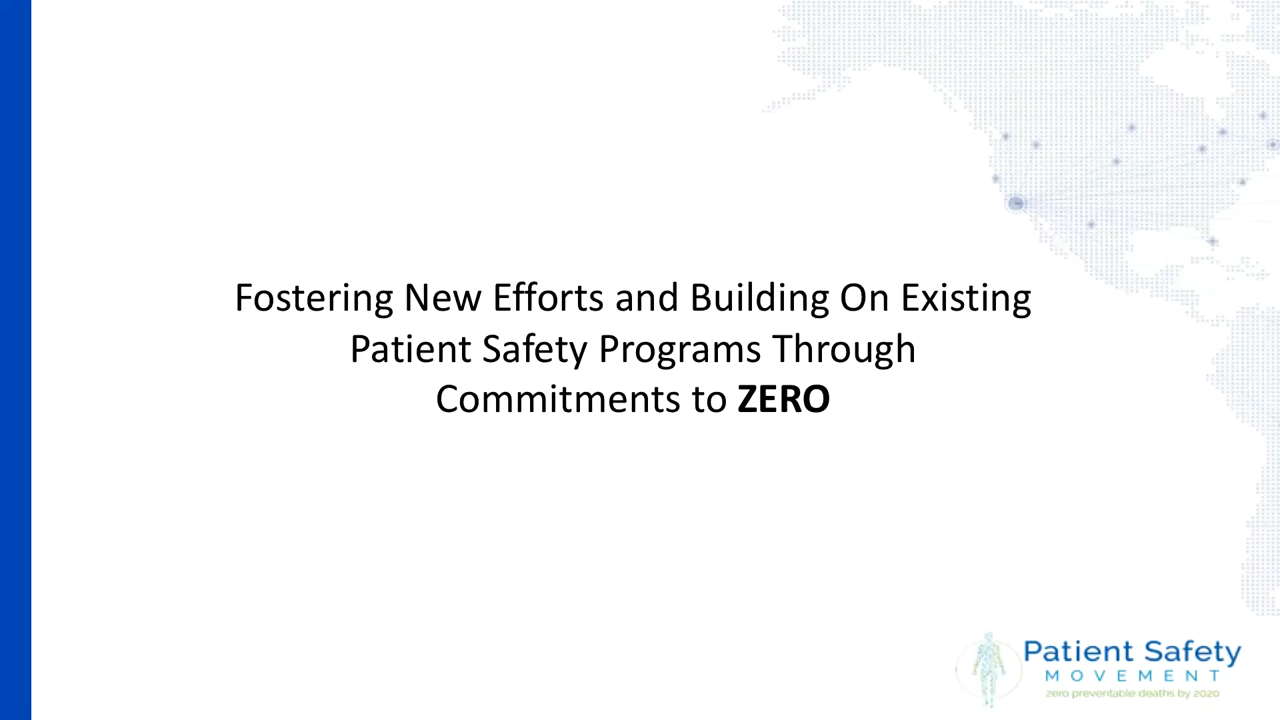 Fostering New Efforts and Building On Existing
Patient Safety Programs Through
Commitments to ZERO
Patient Safety
MOVEMENT
zero preventable deaths by 2020